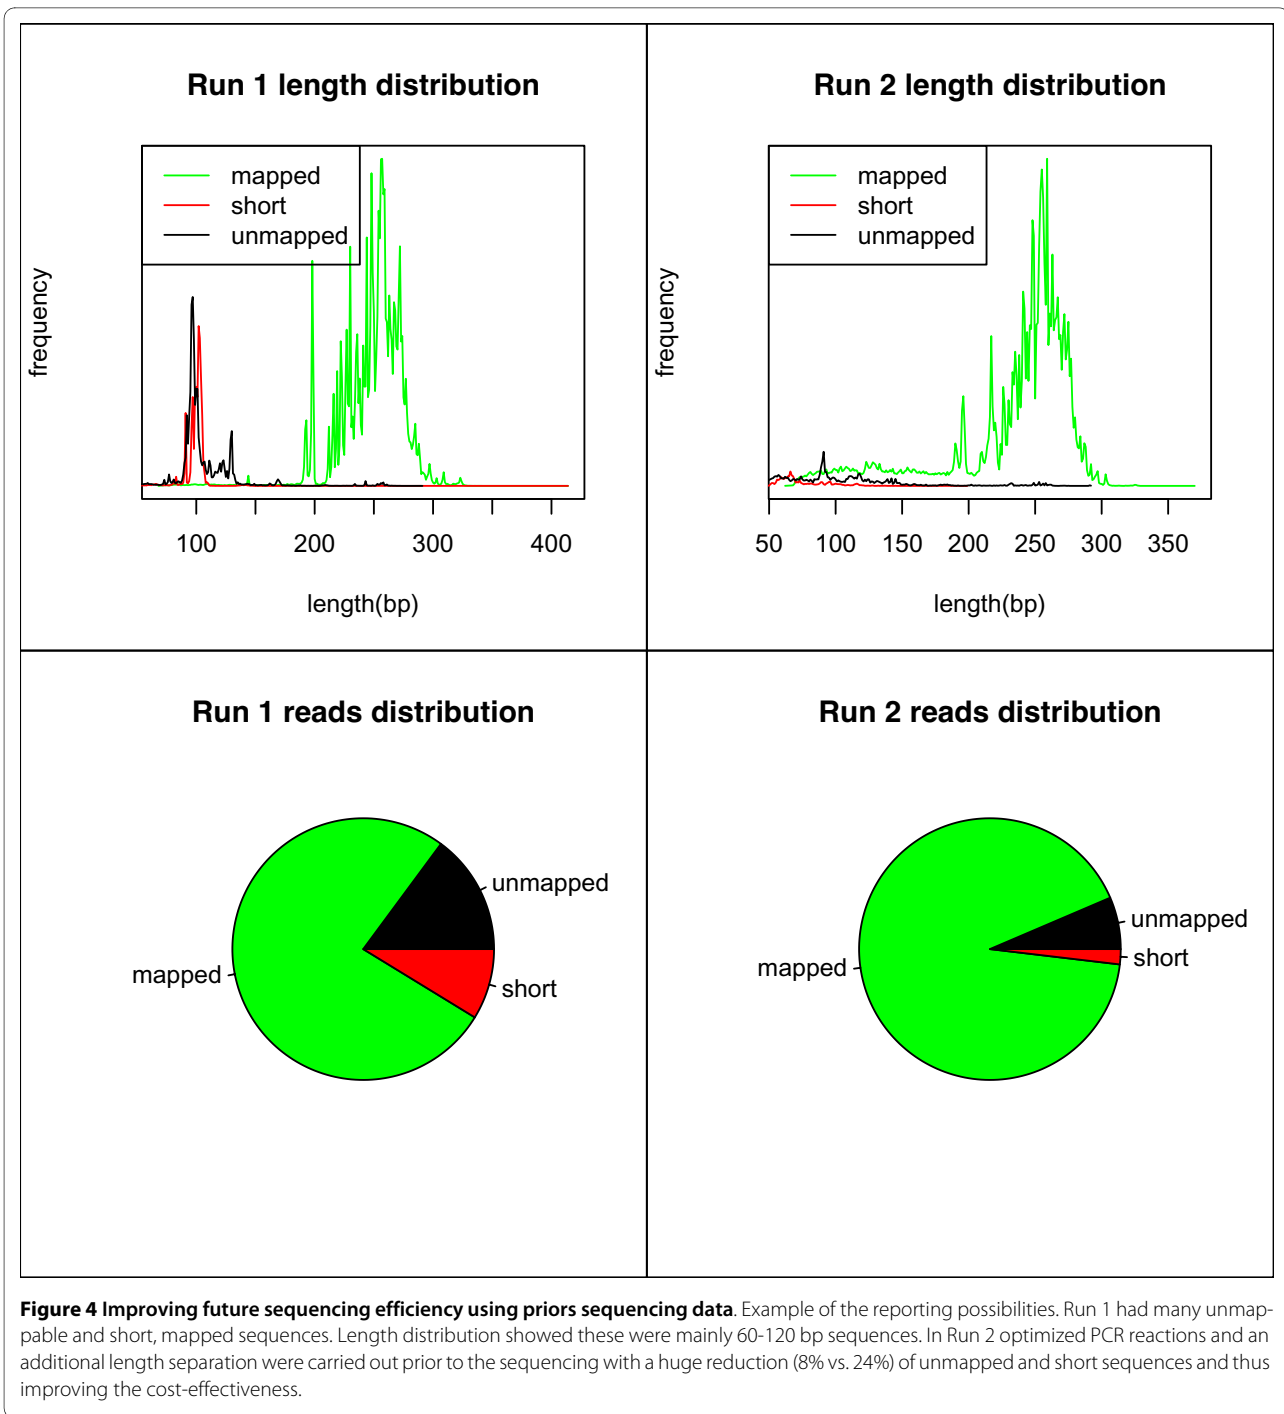 Run 1 length distribution
mapped
short
unmapped
frequency
100 200 300 400
length(bp)
Run 2 length distribution
mapped
short
unmapped
frequency
50 100 150 200 250 300 350
length(bp)
Run 1 reads distribution
unmapped
mapped
short
Run 2 reads distribution
unmapped
short
mapped
Figure 4 Improving future sequencing efficiency using priors sequencing data. Example of the reporting possibilities. Run 1 had many unmap-
pable and short, mapped sequences. Length distribution showed these were mainly 60-120 bp sequences. In Run 2 optimized PCR reactions and an
additional length separation were carried out prior to the sequencing with a huge reduction (8% vs. 24%) of unmapped and short sequences and thus
improving the cost-effectiveness.